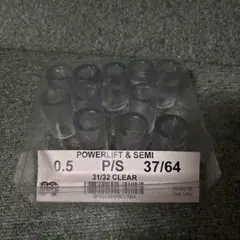 POWERLIFT & SEMI
0.5 P/S 37/64
31/32 CLEAR